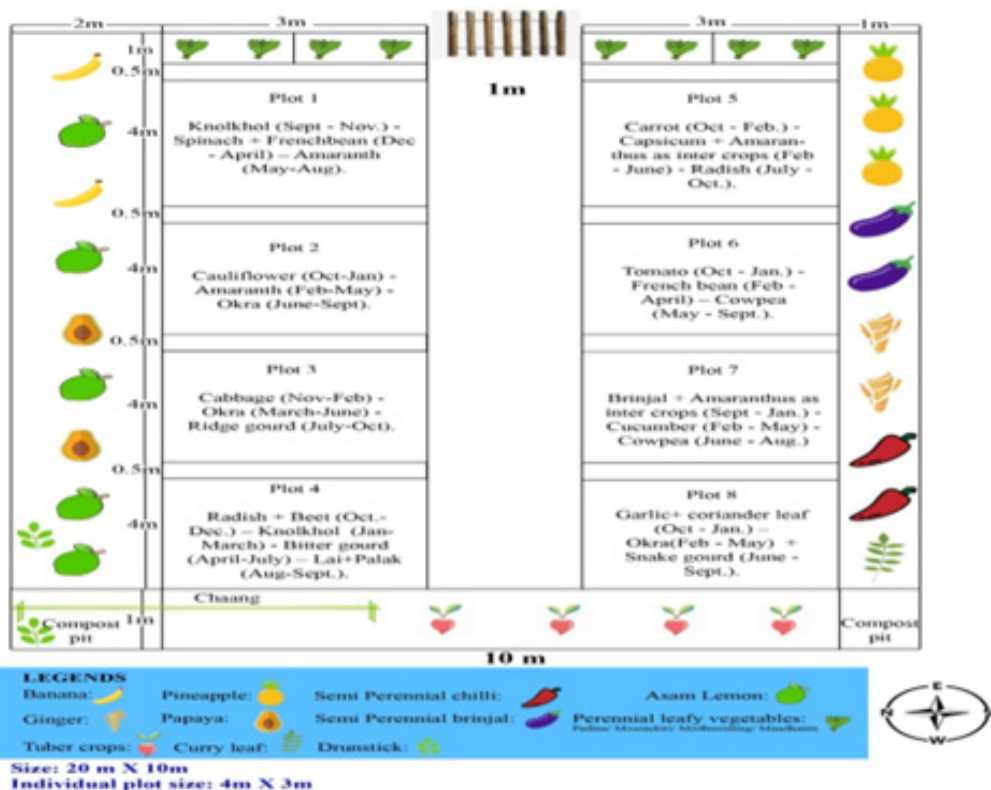 2m 3m 3m 1m
1m
0.5m
1m
Plot 1
Knolkhol (Sept - Nov.) -
Spinach + Frenchbean (Dec
- April) – Amaranth
(May-Aug).
4m
Plot 5
Carrot (Oct - Feb.) -
Capsicum + Amaran-
thus as inter crops (Feb
- June) - Radish (July -
Oct.).
0.5m
Plot 2
Cauliflower (Oct-Jan) -
Amaranth (Feb-May) -
Okra (June-Sept).
4m
Plot 6
Tomato (Oct - Jan.) -
French bean (Feb -
April) – Cowpea
(May - Sept.).
0.5m
Plot 3
Cabbage (Nov-Feb) -
Okra (March-June) -
Ridge gourd (July-Oct).
4m
Plot 7
Brinjal + Amaranthus as
inter crops (Sept - Jan.) -
Cucumber (Feb - May) -
Cowpea (June - Aug.)
0.5m
Plot 4
Radish + Beet (Oct.-
Dec.) – Knolkhol (Jan-
March) - Bitter gourd
(April-July) – Lai+Palak
(Aug-Sept.).
4m
Plot 8
Garlic+ coriander leaf
(Oct - Jan.) –
Okra(Feb - May) +
Snake gourd (June -
Sept.).
Chaang
Compost
pit
1m
Compost
pit
10 m
LEGENDS
Banana: Pineapple: Semi Perennial chilli: Asam Lemon:
Ginger: Papaya: Semi Perennial brinjal: Perennial leafy vegetables:
Tuber crops: Curry leaf: Drunstick:
E
N S
W
Size: 20 m X 10m
Individual plot size: 4m X 3m